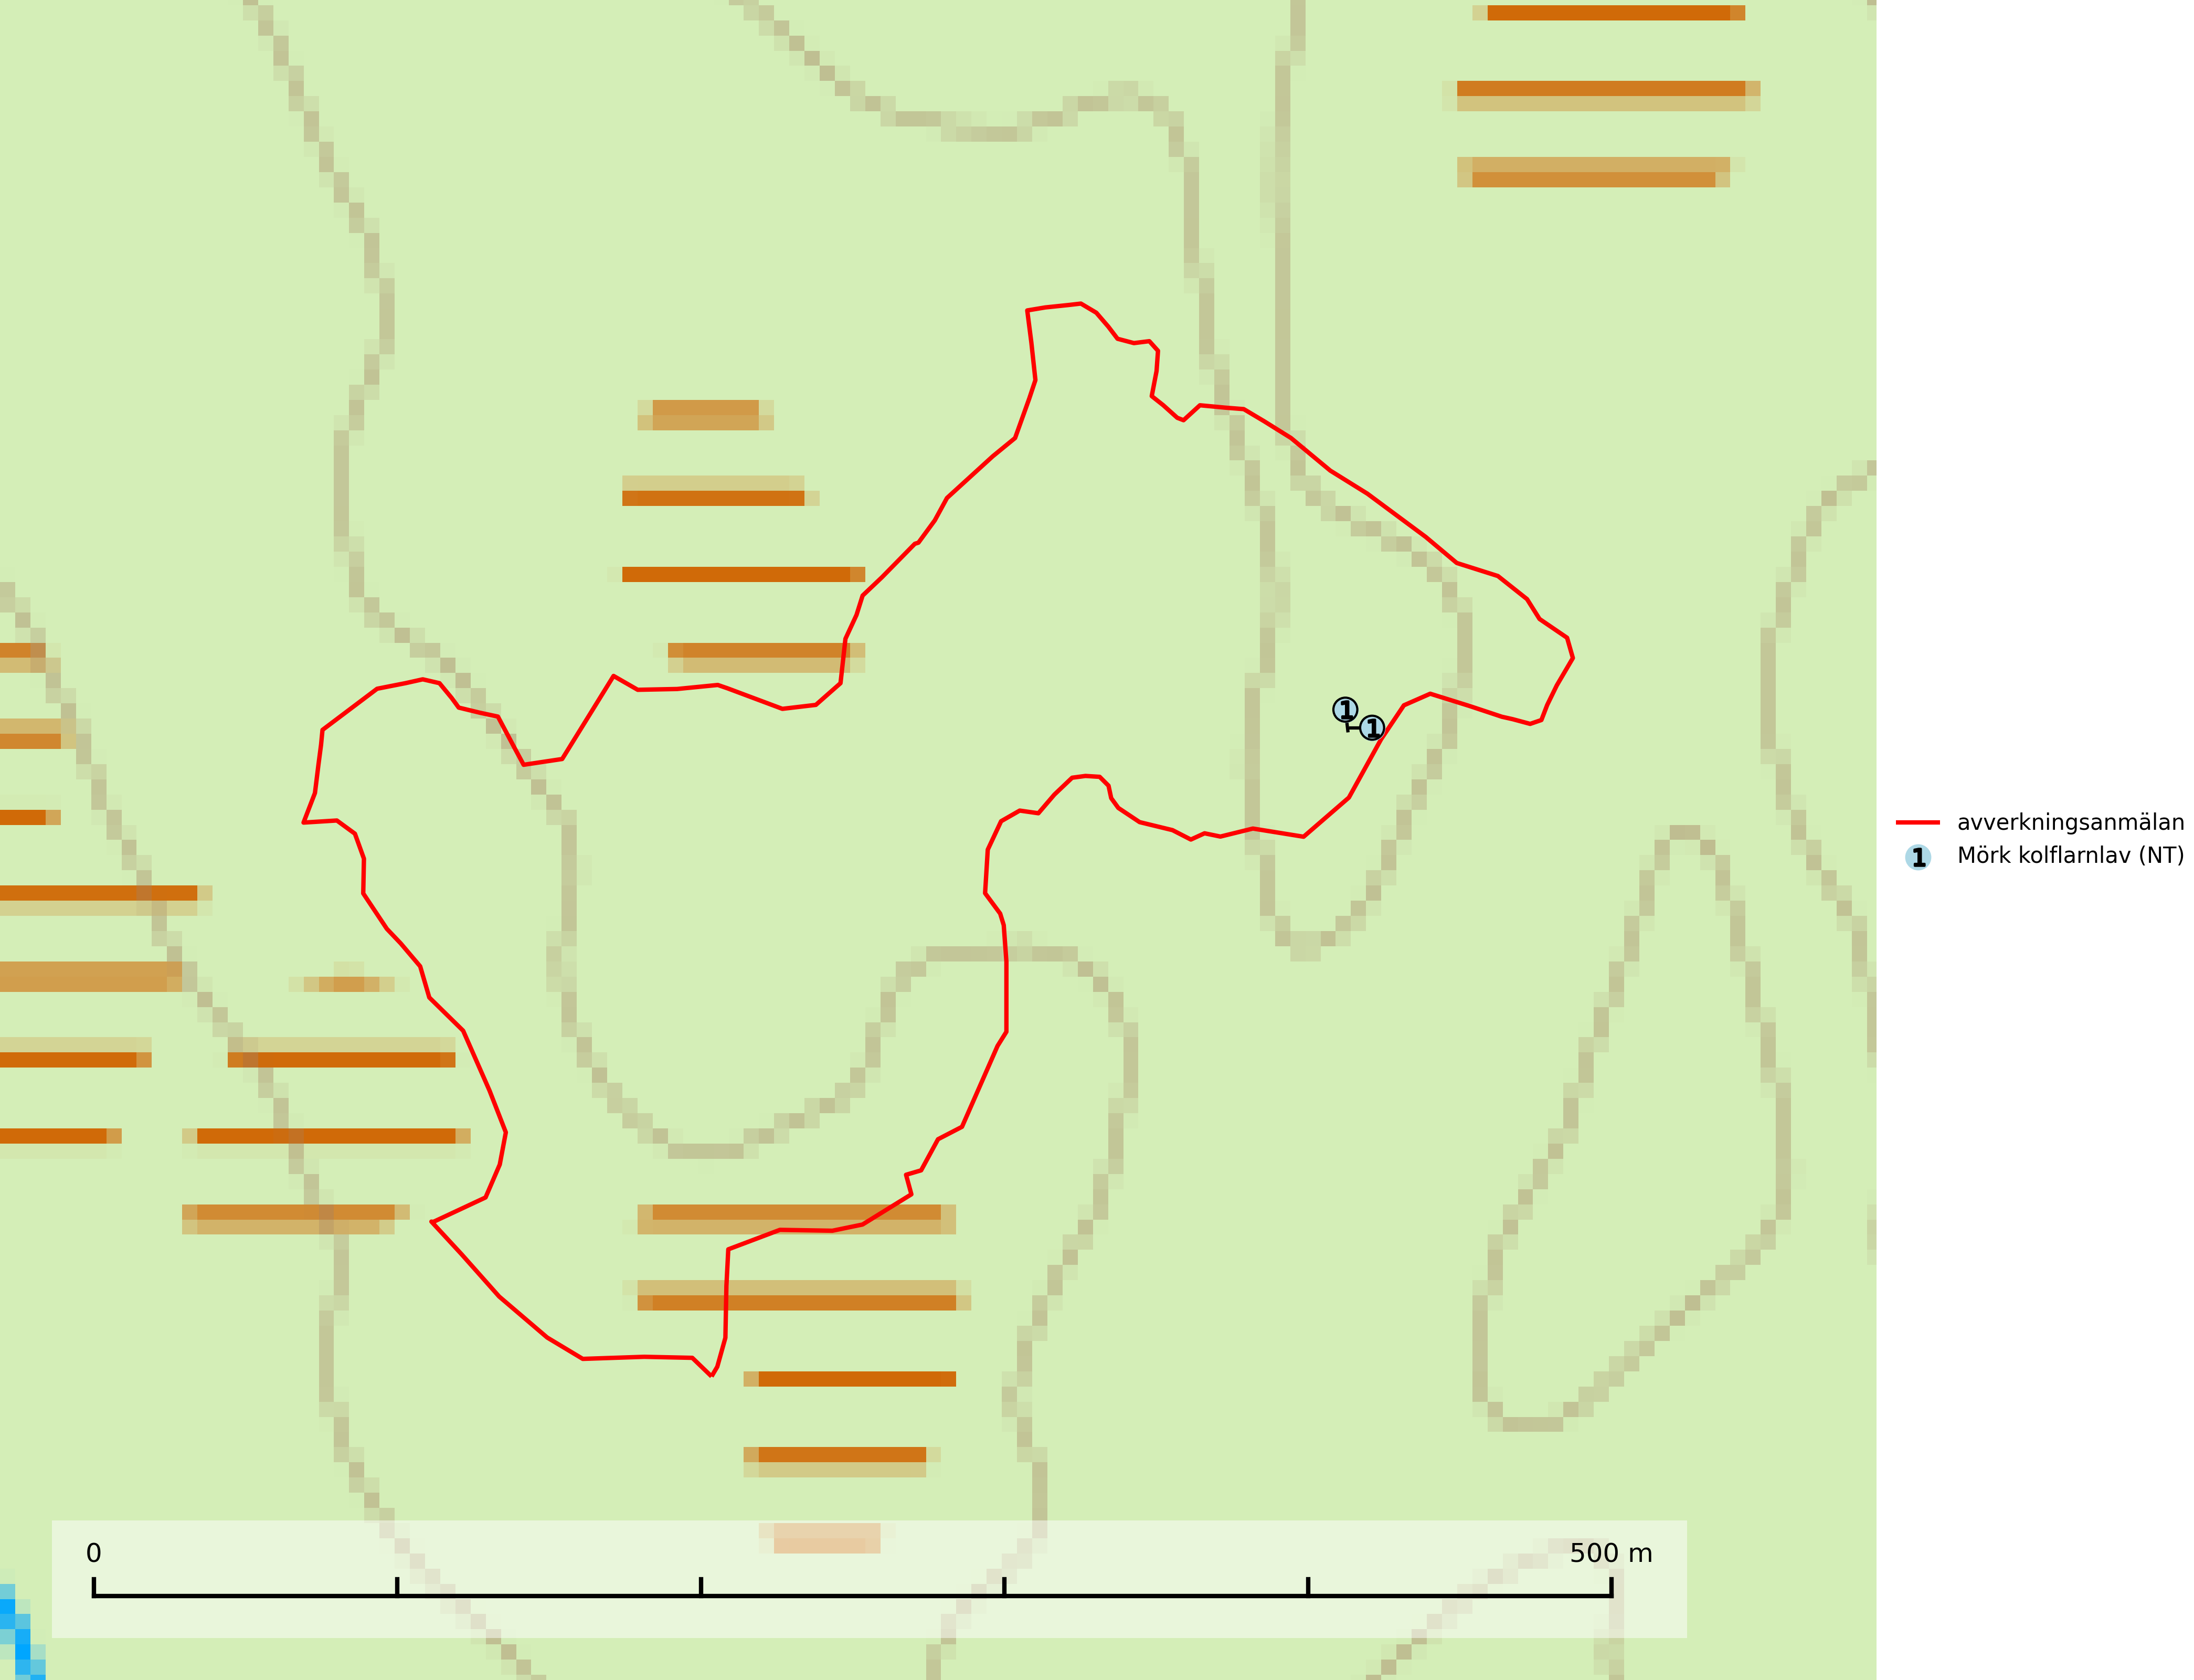 1
1
avverkningsanmälan
1 Mörk kolflarnlav (NT)
0 500 m